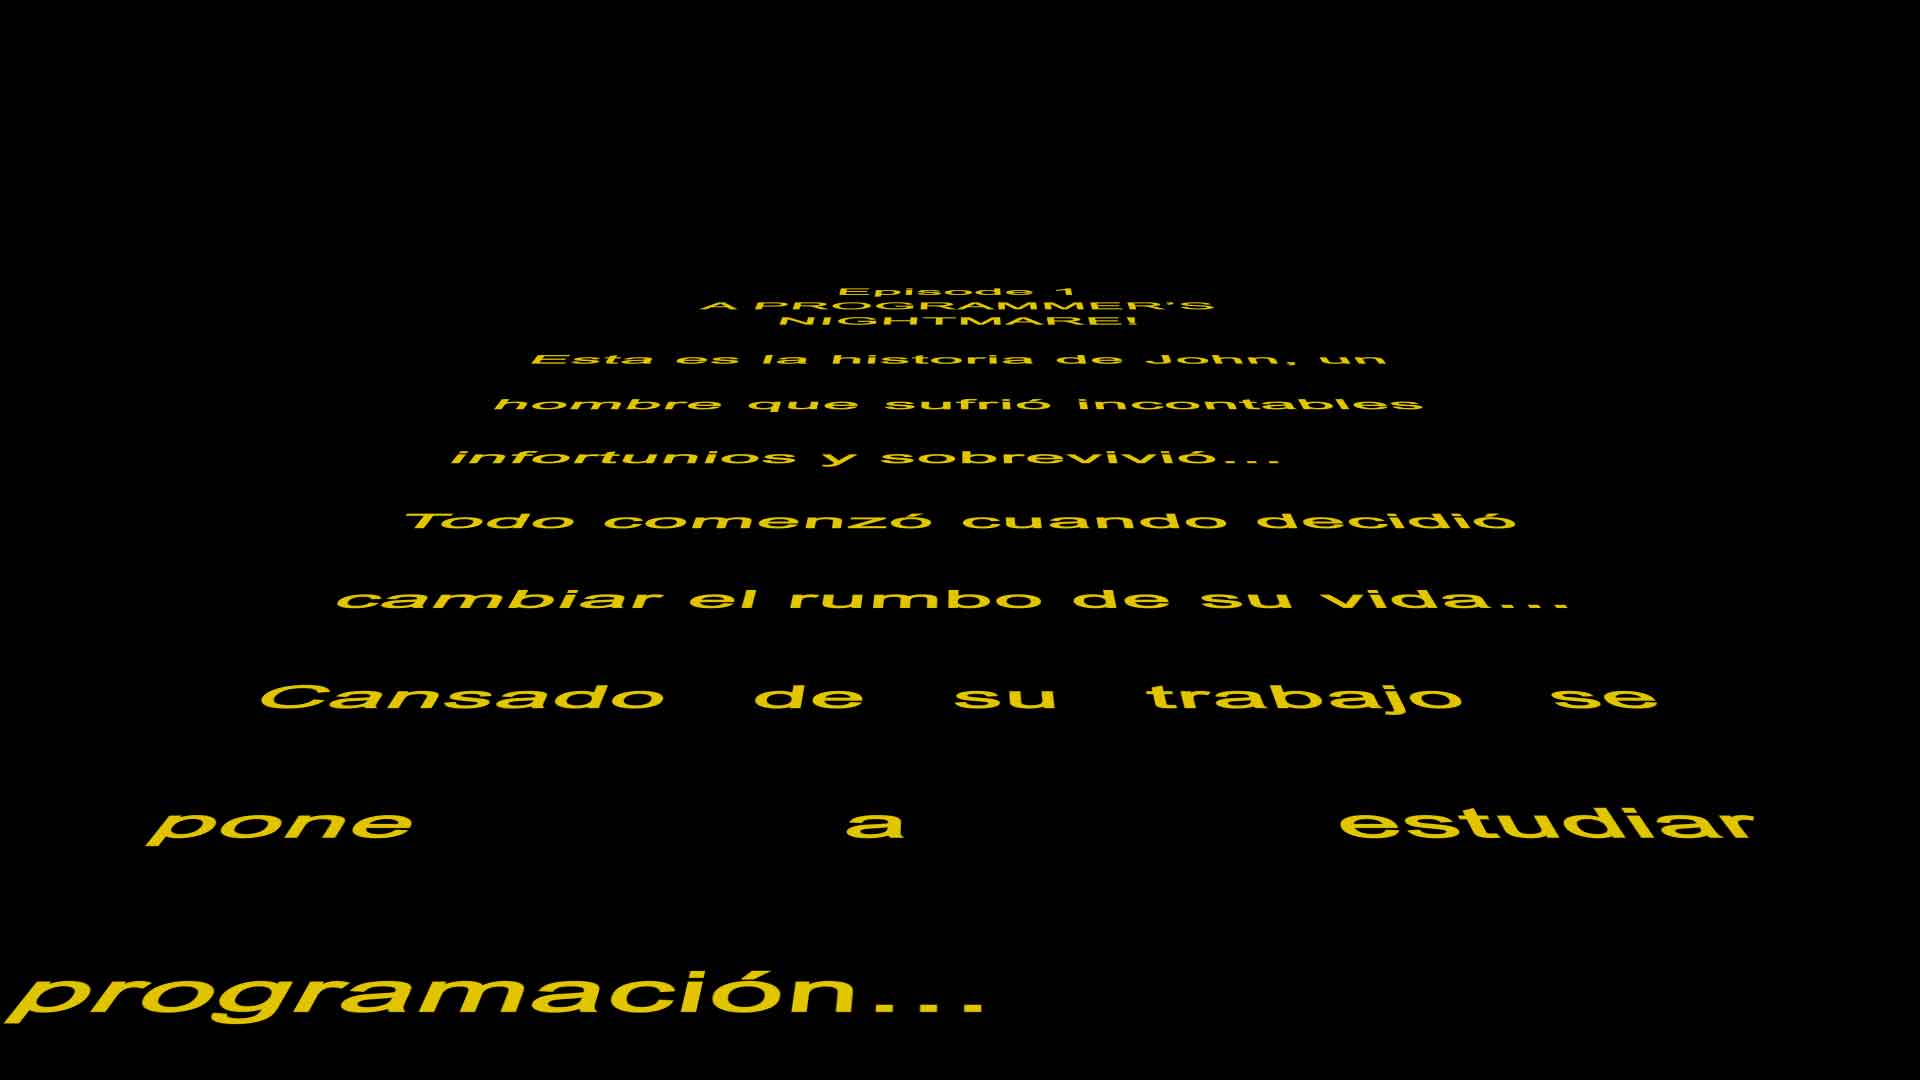 Episode 1
A PROGRAMMER'S
NIGHTMARE!
Esta es la historia de John, un
hombre que sufrió incontables
infortunios y sobrevivió...
Todo comenzó cuando decidió
cambiar el rumbo de su vida...
Cansado de su trabajo se
pone a estudiar
programación...